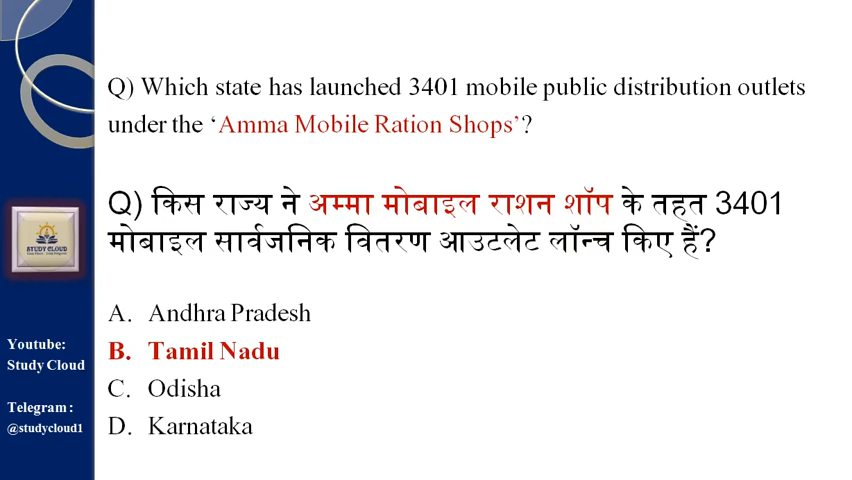 Q) Which state has launched 3401 mobile public distribution outlets
under the ‘Amma Mobile Ration Shops’?
Q) किस राज्य ने अम्मा मोबाइल राशन शॉप के तहत 3401
मोबाइल सार्वजनिक वितरण आउटलेट लॉन्च किए हैं?
STUDY CLOUD
A. Andhra Pradesh
B. Tamil Nadu
C. Odisha
D. Karnataka
Youtube:
Study Cloud
Telegram :
@studycloud1